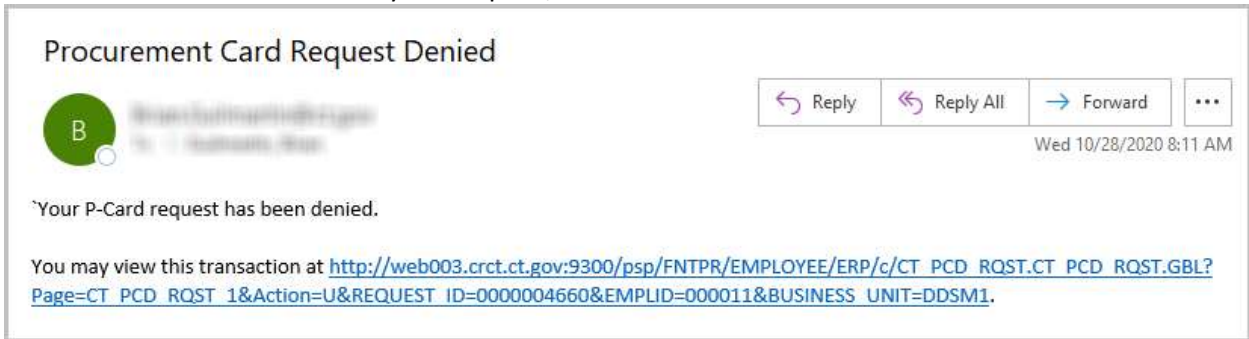 Procurement Card Request Denied
B
Reply
Reply All
Forward
...
Wed 10/28/2020 8:11 AM
`Your P-Card request has been denied.
You may view this transaction at http://web003.crct.ct.gov:9300/psp/FNTPR/EMPLOYEE/ERP/c/CT_PCD_RQST.CT_PCD_RQST.GBL?
Page=CT_PCD_RQST_1&Action=U&REQUEST_ID=0000004660&EMPLID=000011&BUSINESS_UNIT=DDSM1.